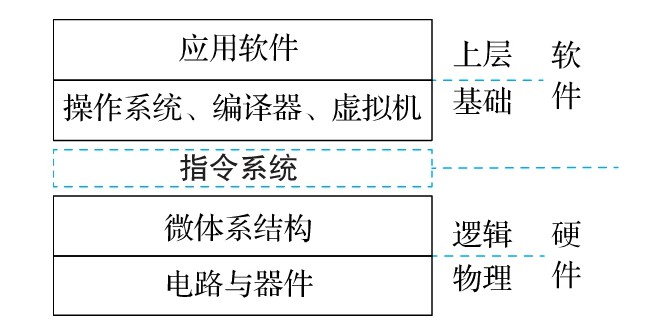 应用软件
上层
软件
操作系统、编译器、虚拟机
基础
指令系统
微体系结构
逻辑
硬件
电路与器件
物理